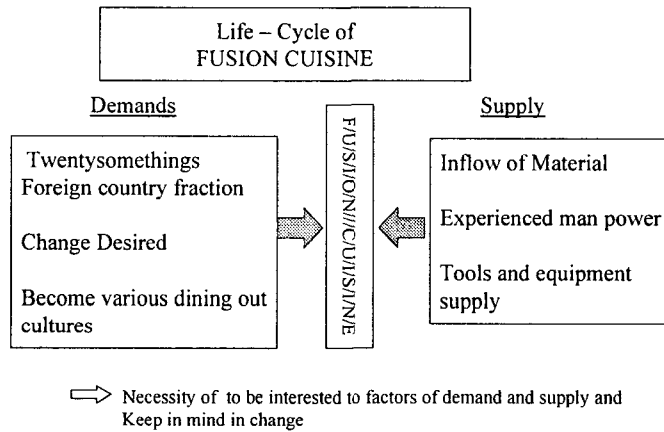 Life – Cycle of
FUSION CUISINE
Demands
Supply
Twentysomethings
Foreign country fraction
Change Desired
Become various dining out
cultures
F/U/S/I/O/N//C/U/I/S/I/N/E
Inflow of Material
Experienced man power
Tools and equipment
supply
Necessity of to be interested to factors of demand and supply and
Keep in mind in change